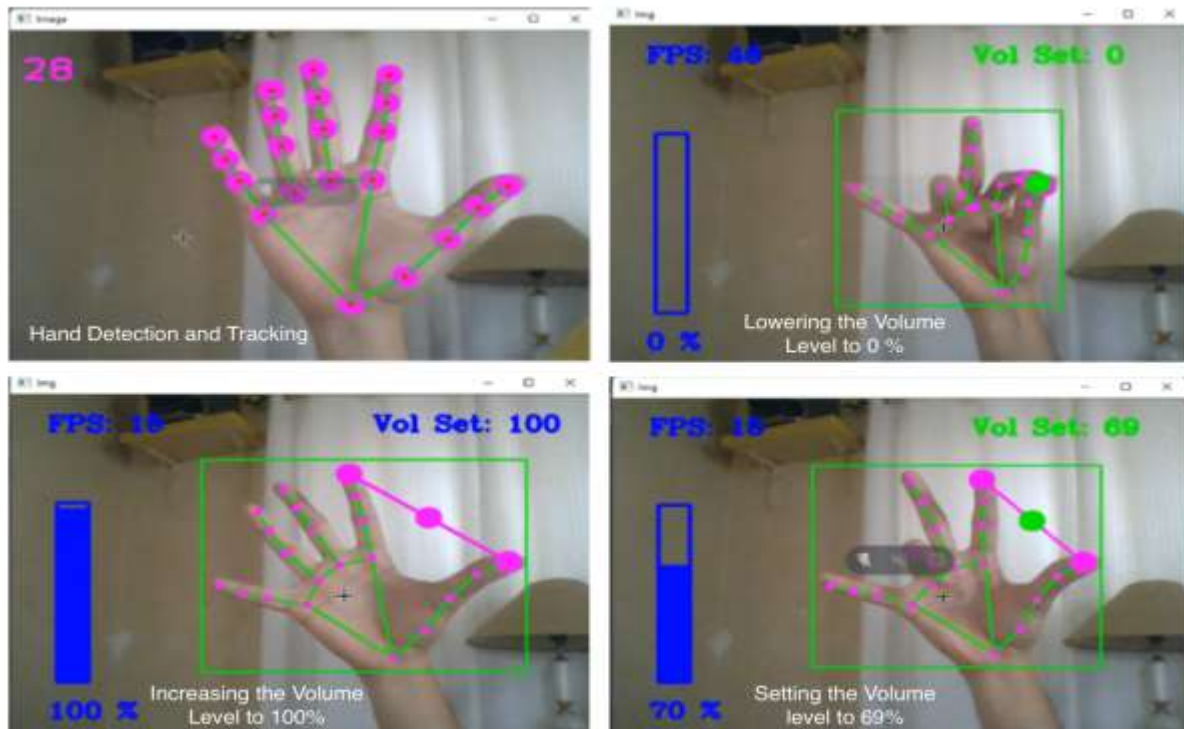 Image
28
Hand Detection and Tracking
Img
FPS: Vol Set: 0
0 %
Lowering the Volume
Level to 0 %
Img
FPS: Vol Set: 100
100 %
Increasing the Volume
Level to 100%
Img
FPS: Vol Set: 69
70 %
Setting the Volume
level to 69%